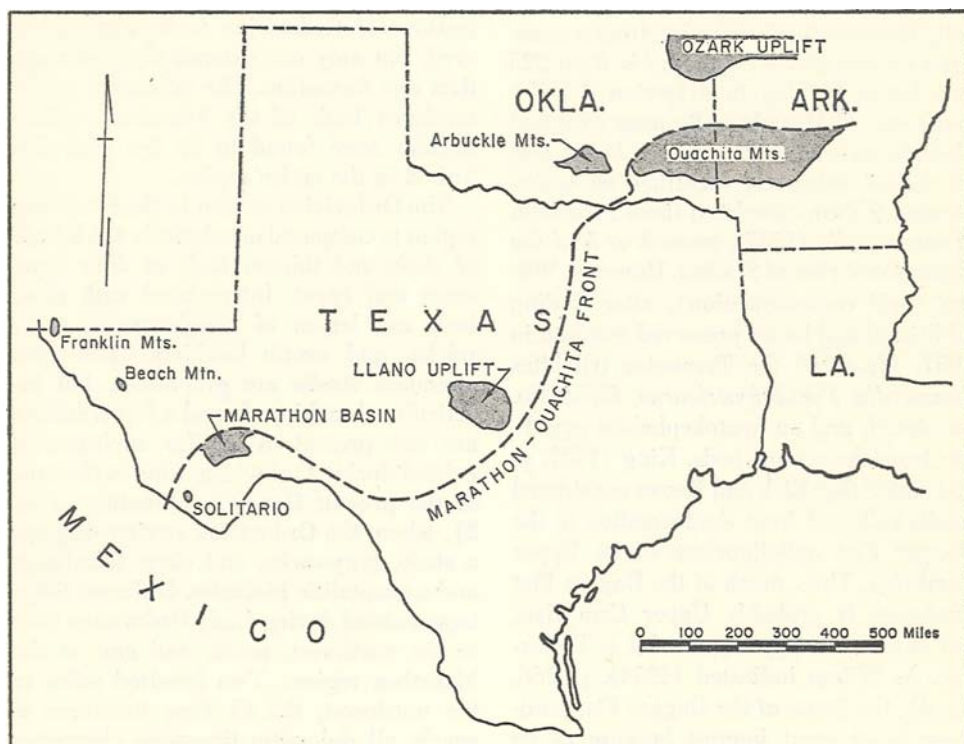 OZARK UPLIFT
OKLA.
ARK.
Arbuckle Mts.
Ouachita Mts.
TEXAS
Franklin Mts.
Beach Mtn.
LLANO UPLIFT
MARATHON BASIN
MARATHON-OUACHITA FRONT
LA.
SOLITARIO
MEXICO
0 100 200 300 400 500 Miles